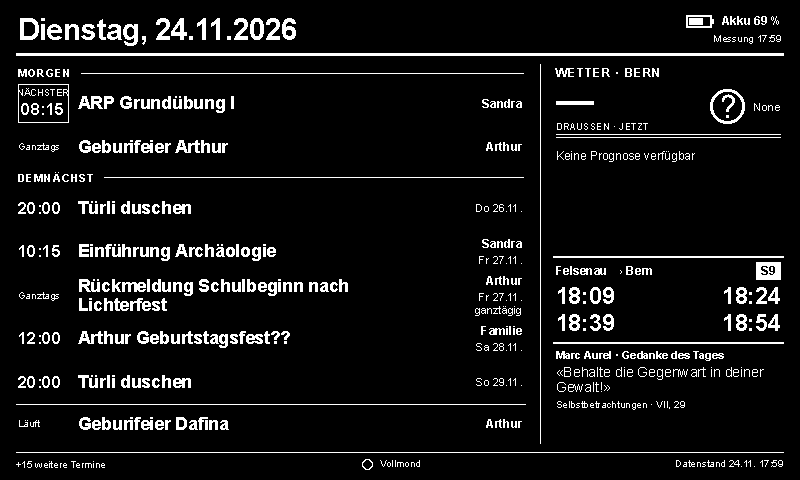 Dienstag, 24.11.2026
Akku 69 %
Messung 17:59
MORGEN
NÄCHSTER
08:15 ARP Grundübung I Sandra
Ganztags Geburifeier Arthur Arthur
DEMNÄCHST
20:00 Türli duschen Do 26.11.
10:15 Einführung Archäologie Sandra
Fr 27.11.
Ganztags Rückmeldung Schulbeginn nach
Lichterfest
Arthur
Fr 27.11.
ganztägig
12:00 Arthur Geburtstagsfest?? Familie
Sa 28.11.
20:00 Türli duschen So 29.11.
Läuft Geburifeier Dafina Arthur
WETTER · BERN
? None
DRAUSSEN · JETZT
Keine Prognose verfügbar
Felsenau › Bern S9
18:09 18:24
18:39 18:54
Marc Aurel · Gedanke des Tages
«Behalte die Gegenwart in deiner
Gewalt!»
Selbstbetrachtungen · VII, 29
+15 weitere Termine
Vollmond
Datenstand 24.11. 17:59